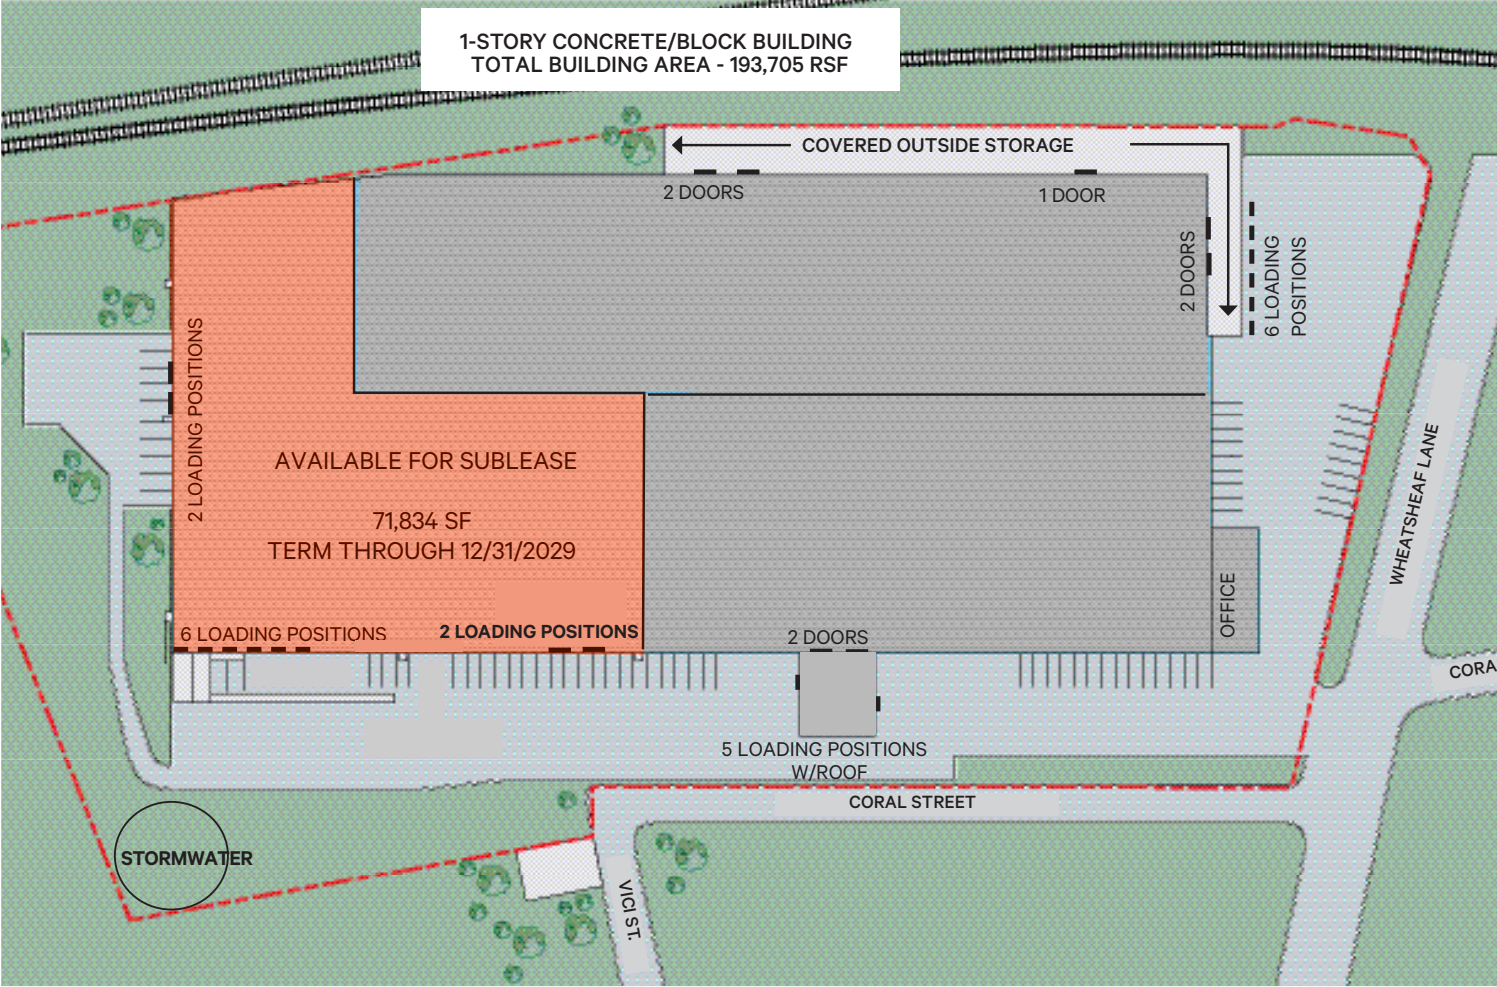 1-STORY CONCRETE/BLOCK BUILDING
TOTAL BUILDING AREA - 193,705 RSF
COVERED OUTSIDE STORAGE
2 DOORS
1 DOOR
2 DOORS
6 LOADING
POSITIONS
2 LOADING POSITIONS
AVAILABLE FOR SUBLEASE
71,834 SF
TERM THROUGH 12/31/2029
WHEATSHEAF LANE
OFFICE
6 LOADING POSITIONS
2 LOADING POSITIONS
2 DOORS
CORA
5 LOADING POSITIONS
W/ROOF
CORAL STREET
STORMWATER
VICI ST.